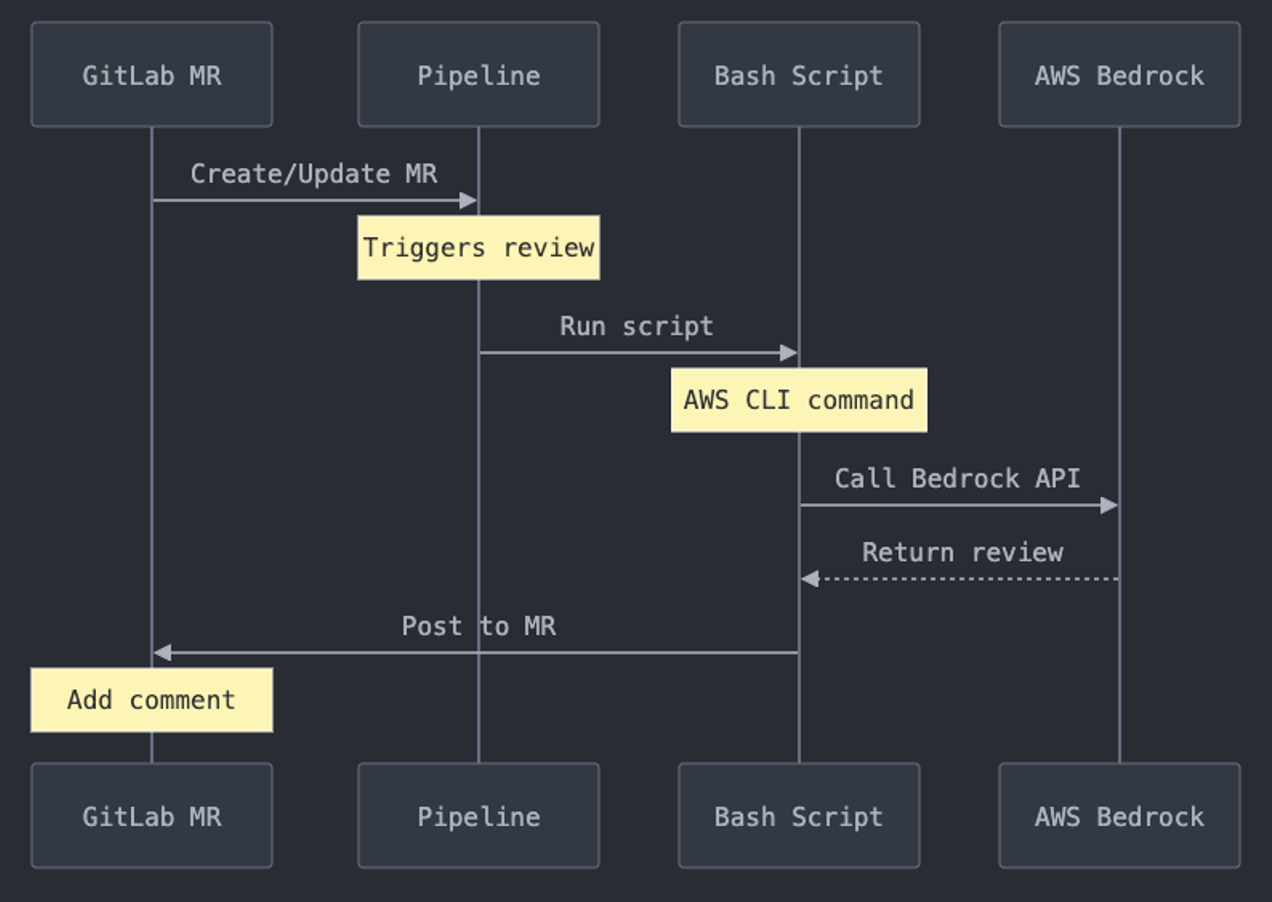 GitLab MR
Pipeline
Bash Script
AWS Bedrock
Create/Update MR
Triggers review
Run script
AWS CLI command
Call Bedrock API
Return review
Post to MR
Add comment
GitLab MR
Pipeline
Bash Script
AWS Bedrock